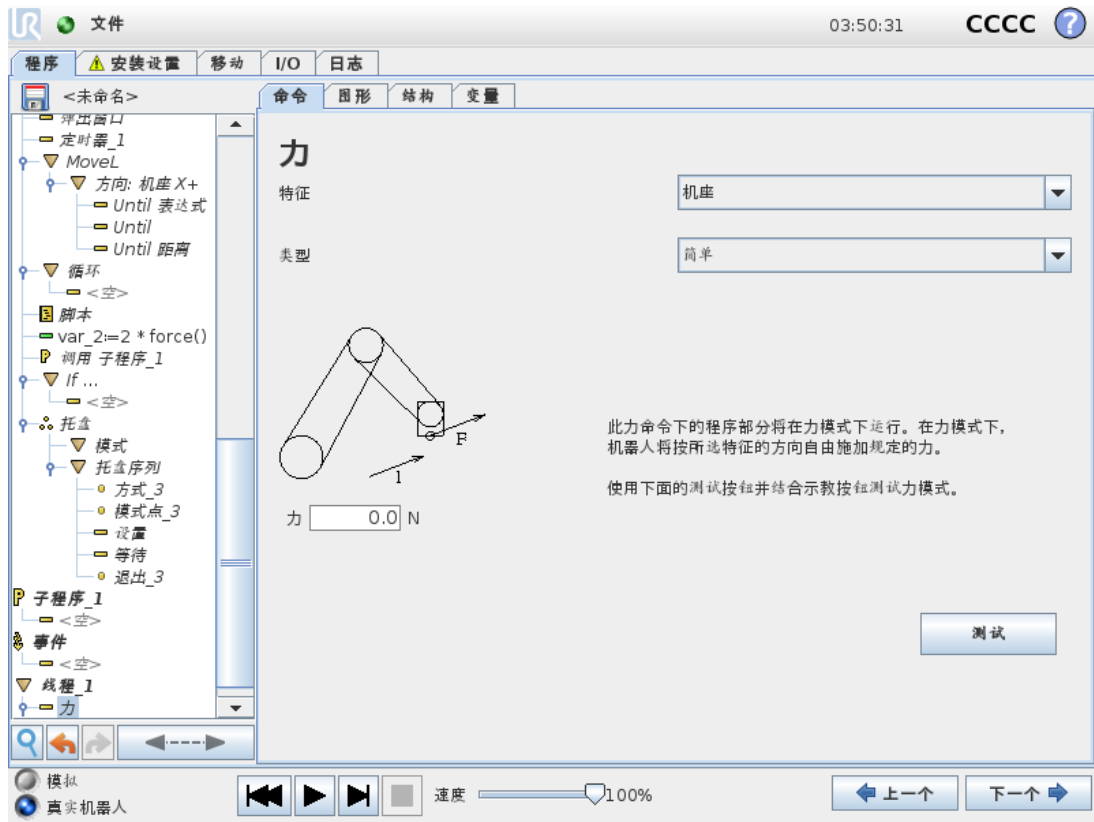 UR 文件 03:50:31 CCCC ?
程序 安装设置 移动 I/O 日志
<未命名>
命令 图形 结构 变量
弹出窗口
定时器_1
MoveL
方向: 机座 X+
Until 表达式
Until
Until 距离
循环
<空>
脚本
var_2:=2 * force()
P 调用 子程序_1
If ...
<空>
托盘
模式
托盘序列
方式_3
模式点_3
设置
等待
退出_3
P 子程序_1
<空>
事件
<空>
线程_1
力
力
特征 机座
类型 简单
F
1
力 0.0 N
此力命令下的程序部分将在力模式下运行。在力模式下，
机器人将按所选特征的方向自由施加规定的力。
使用下面的测试按钮并结合示教按钮测试力模式。
测试
模拟
真实机器人
速度 100%
上一个 下一个